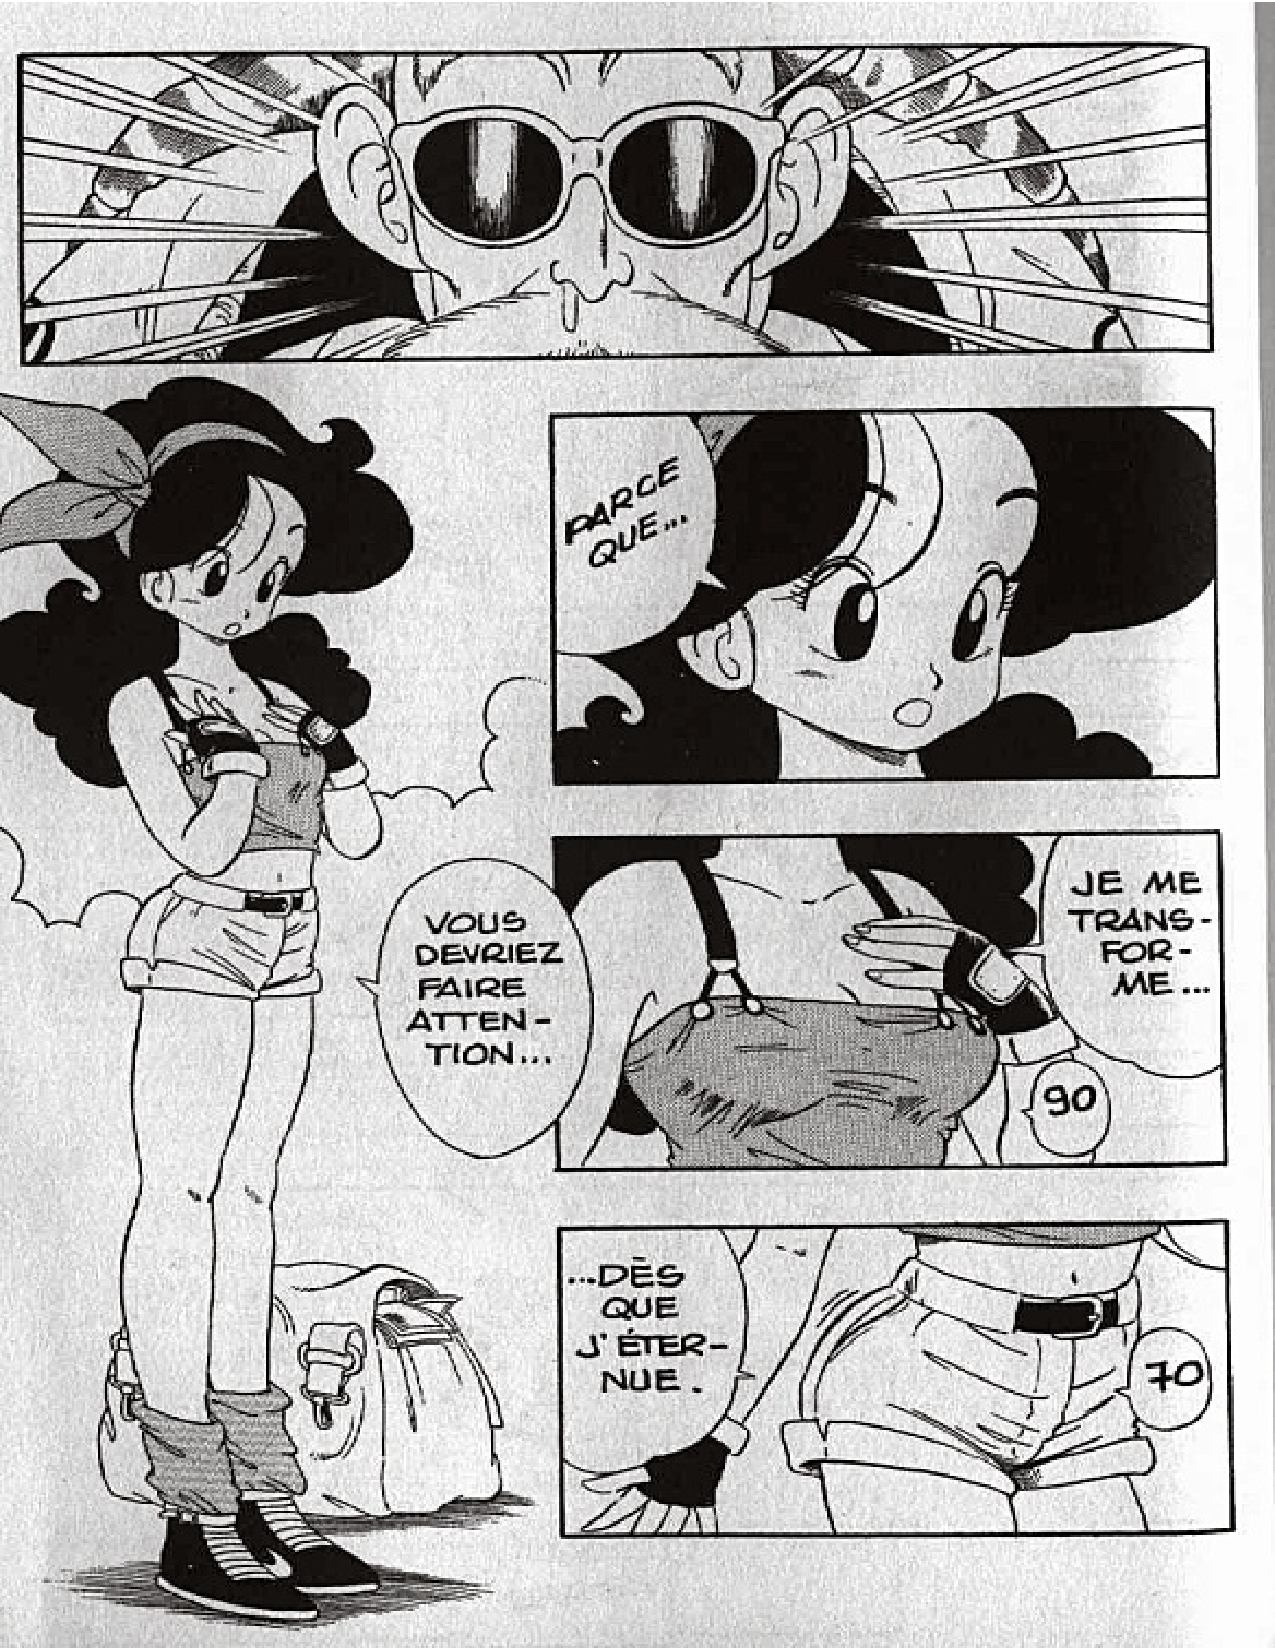 PARCE
QUE...
VOUS
DEVRIEZ
FAIRE
ATTEN-
TION...
JE ME
TRANS-
FOR-
ME...
90
...DÈS
QUE
J'ÉTER-
NUE.
70